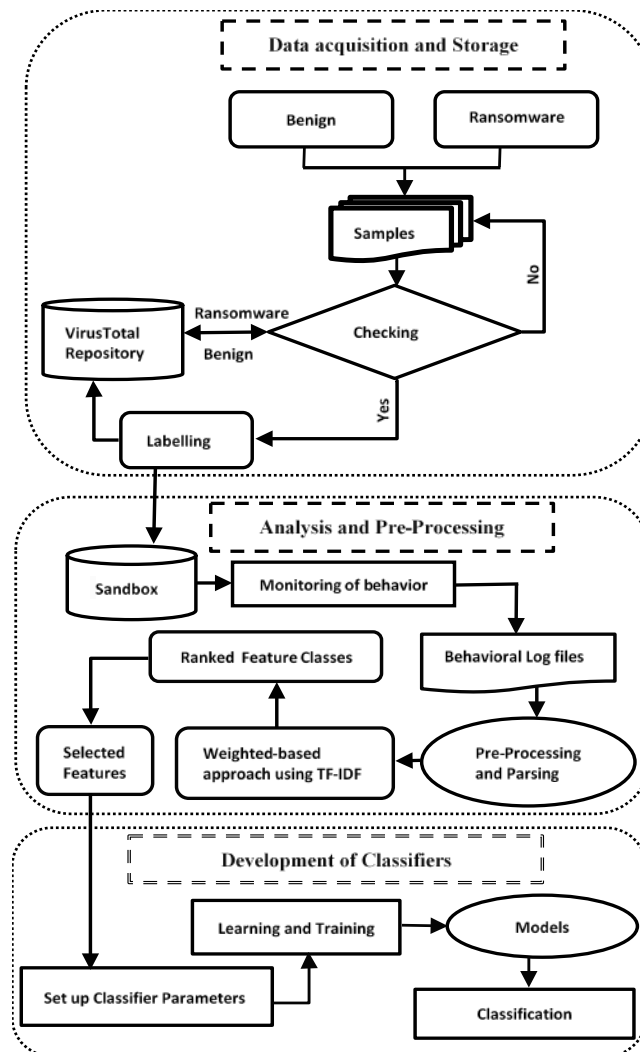 Data acquisition and Storage
Benign
Ransomware
Samples
No
Ransomware
VirusTotal
Repository
Benign
Checking
Yes
Labelling
Analysis and Pre-Processing
Sandbox
Monitoring of behavior
Ranked Feature Classes
Behavioral Log files
Selected
Features
Weighted-based
approach using TF-IDF
Pre-Processing
and Parsing
Development of Classifiers
Learning and Training
Models
Set up Classifier Parameters
Classification